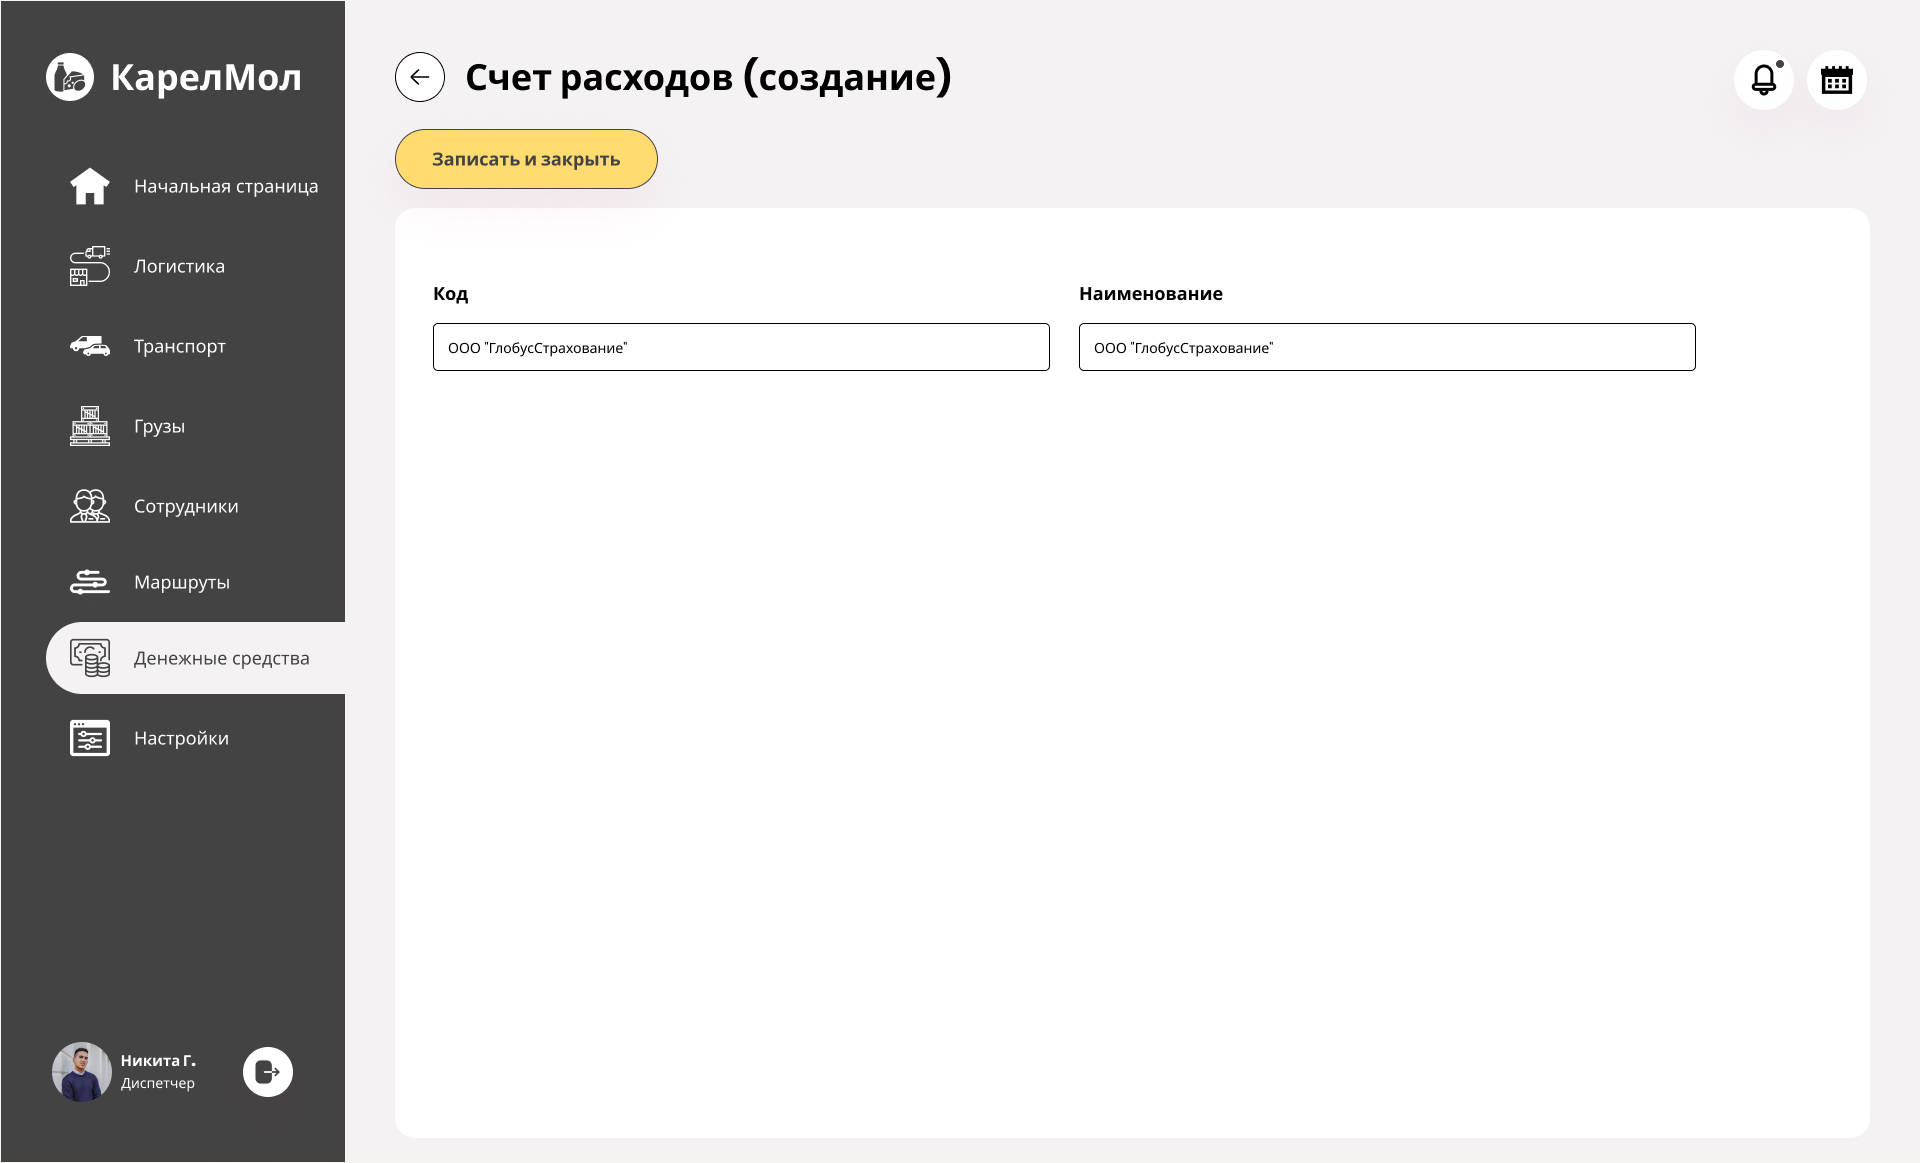 КарелМол
Начальная страница
Логистика
Транспорт
Грузы
Сотрудники
Маршруты
Денежные средства
Настройки
Никита Г.
Диспетчер
Счет расходов (создание)
Записать и закрыть
Код
Наименование
ООО "ГлобусСтрахование"
ООО "ГлобусСтрахование"